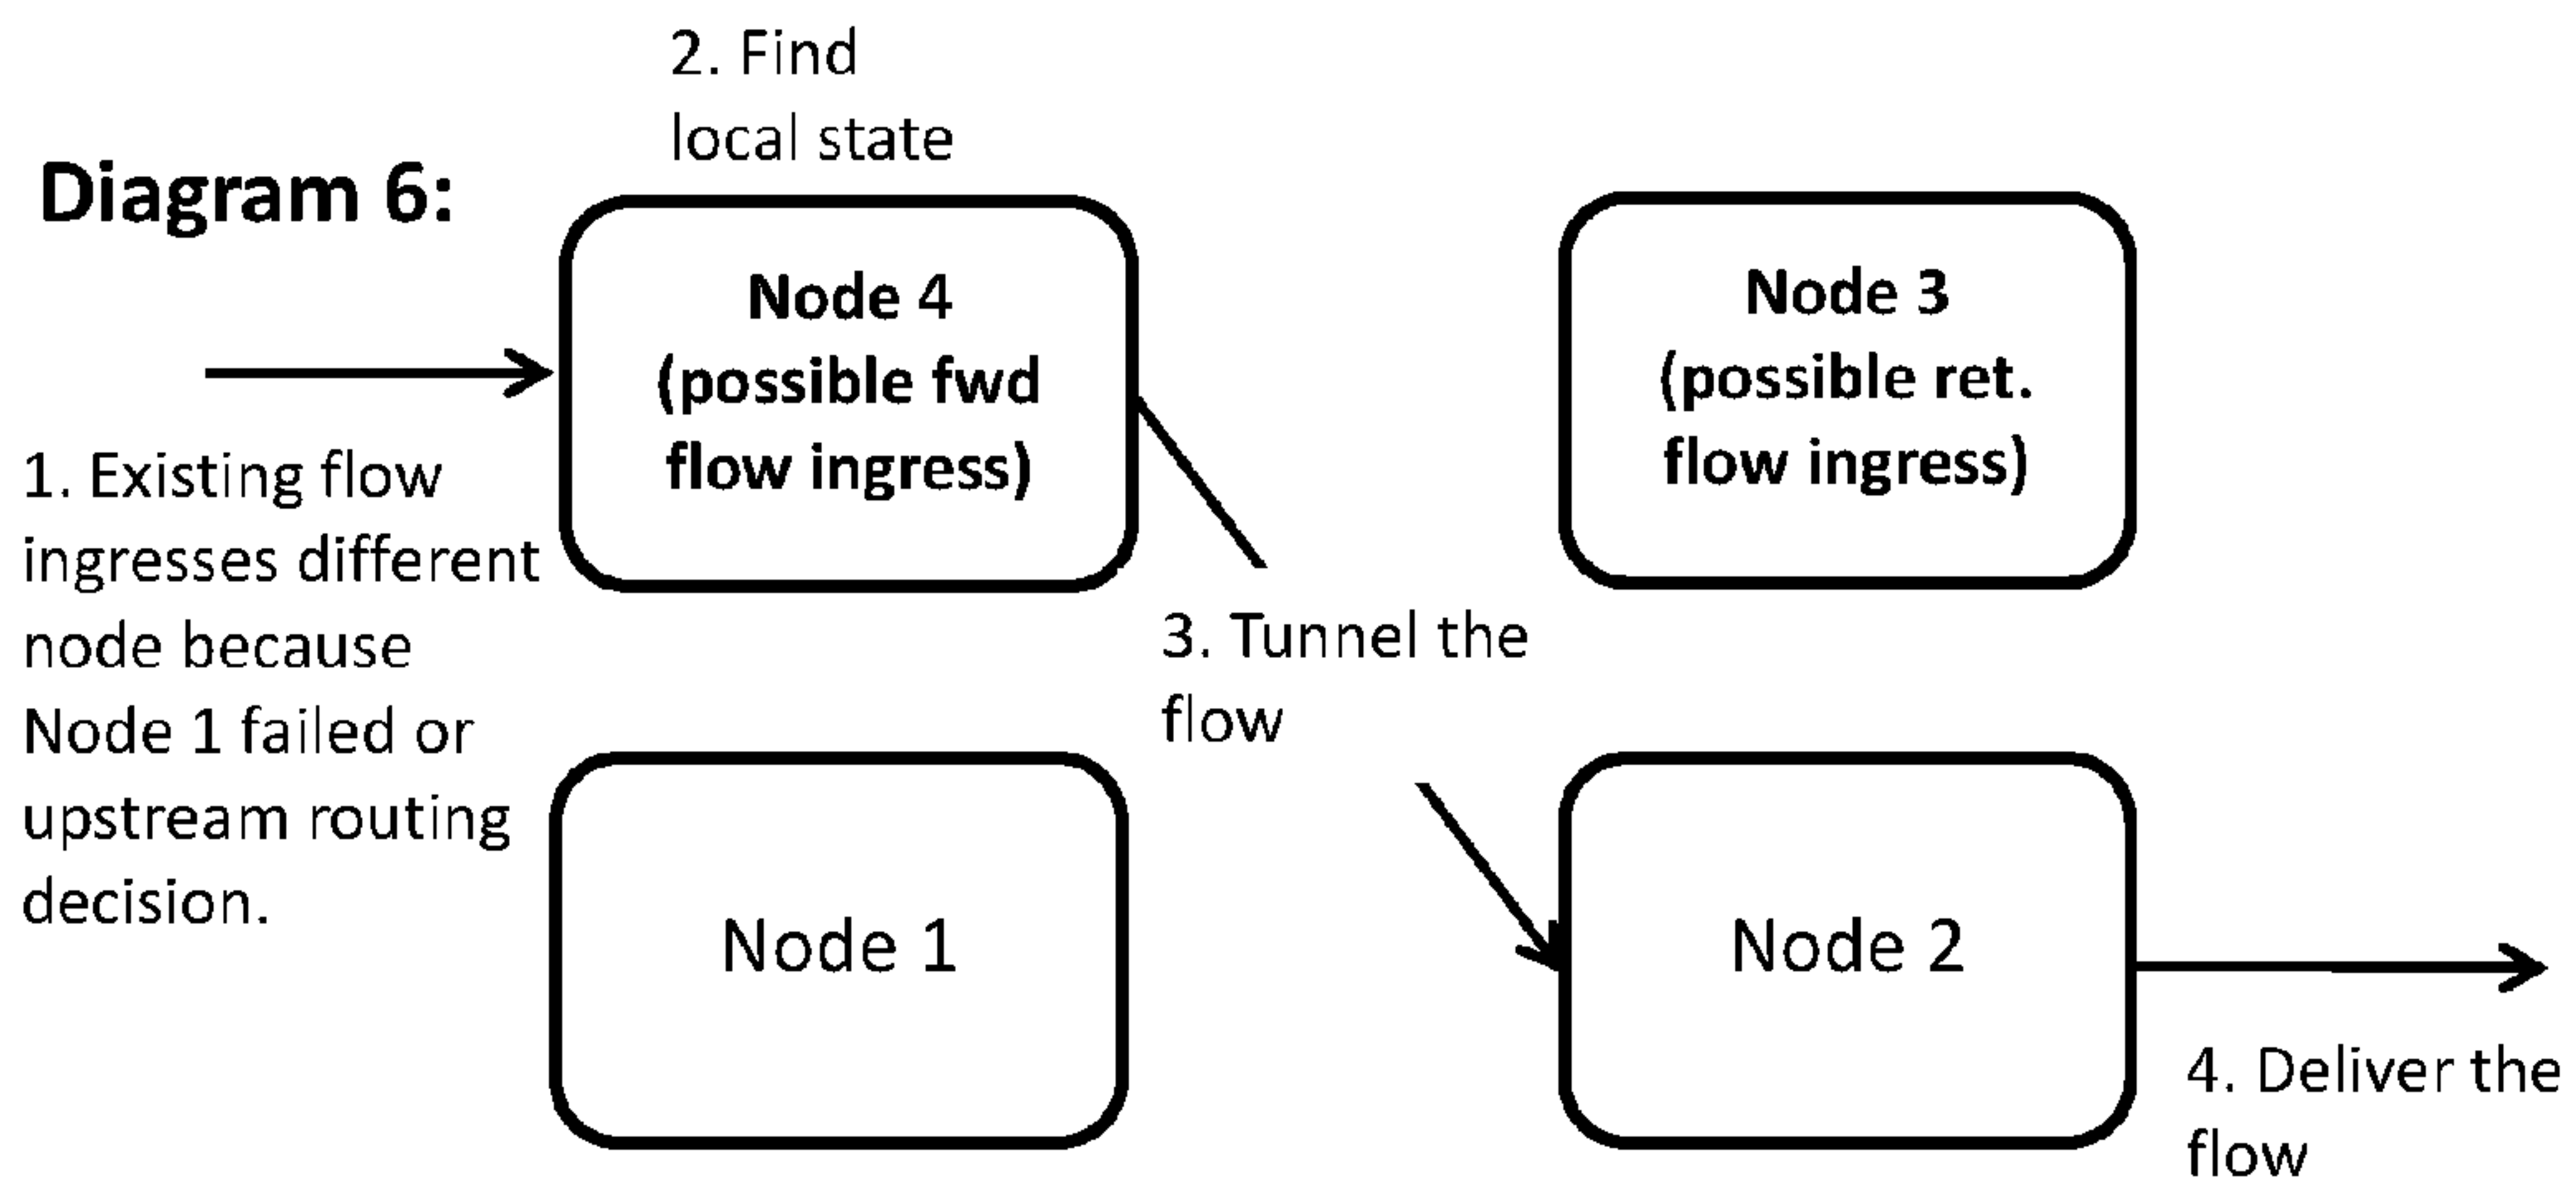 Diagram 6:
2. Find
local state
Node 4
(possible fwd
flow ingress)
Node 3
(possible ret.
flow ingress)
1. Existing flow
ingresses different
node because
Node 1 failed or
upstream routing
decision.
3. Tunnel the
flow
Node 1
Node 2
4. Deliver the
flow